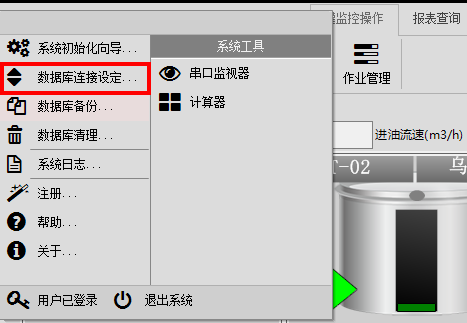 监控操作 报表查询
系统初始化向导...
数据库连接设定...
数据库备份...
数据库清理...
系统日志...
注册...
帮助...
关于...
系统工具
串口监视器
计算器
用户已登录 退出系统
作业管理
进油流速(m3/h)
T-02 乌